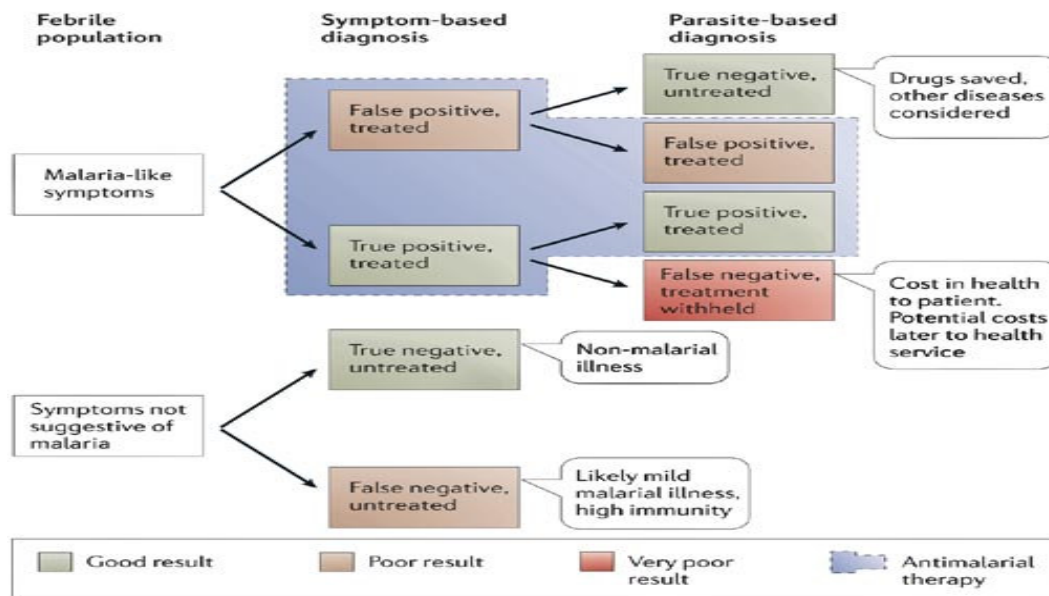 Febrile
population
Symptom-based
diagnosis
Parasite-based
diagnosis
True negative,
untreated
Drugs saved,
other diseases
considered
False positive,
treated
False positive,
treated
Malaria-like
symptoms
True positive,
treated
True positive,
treated
False negative,
treatment
withheld
Cost in health
to patient.
Potential costs
later to health
service
True negative,
untreated
Non-malarial
illness
Symptoms not
suggestive of
malaria
False negative,
untreated
Likely mild
malarial illness,
high immunity
Good result
Poor result
Very poor
result
Antimalarial
therapy